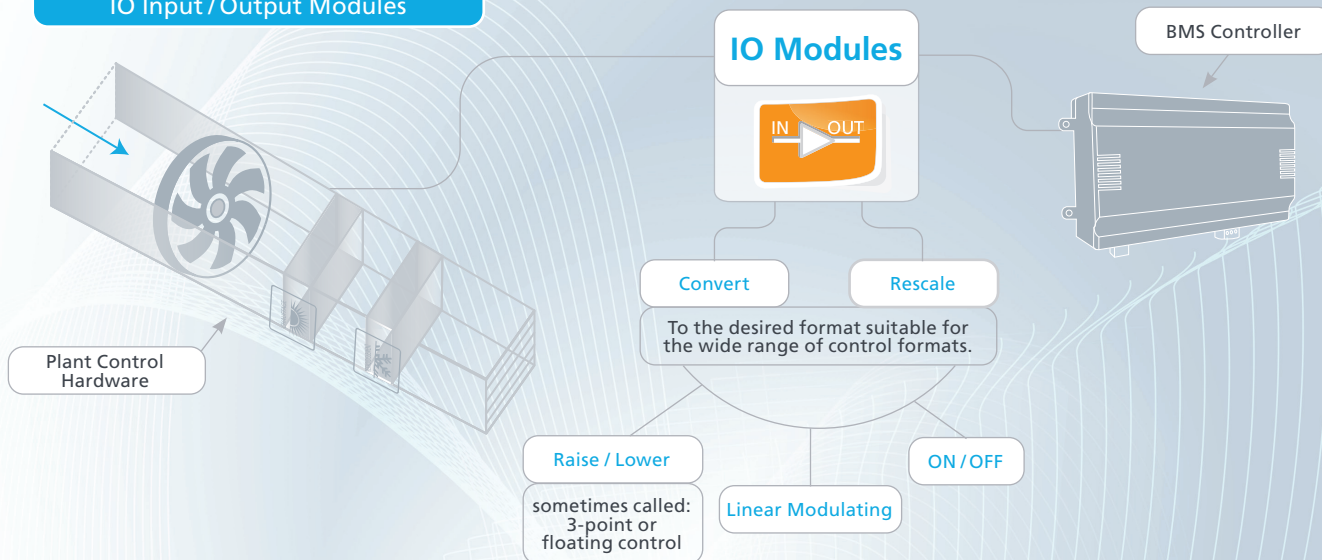 IO Input / Output Modules
IO Modules
BMS Controller
IN OUT
Convert
Rescale
To the desired format suitable for
the wide range of control formats.
Plant Control
Hardware
Raise / Lower
sometimes called:
3-point or
floating control
Linear Modulating
ON / OFF